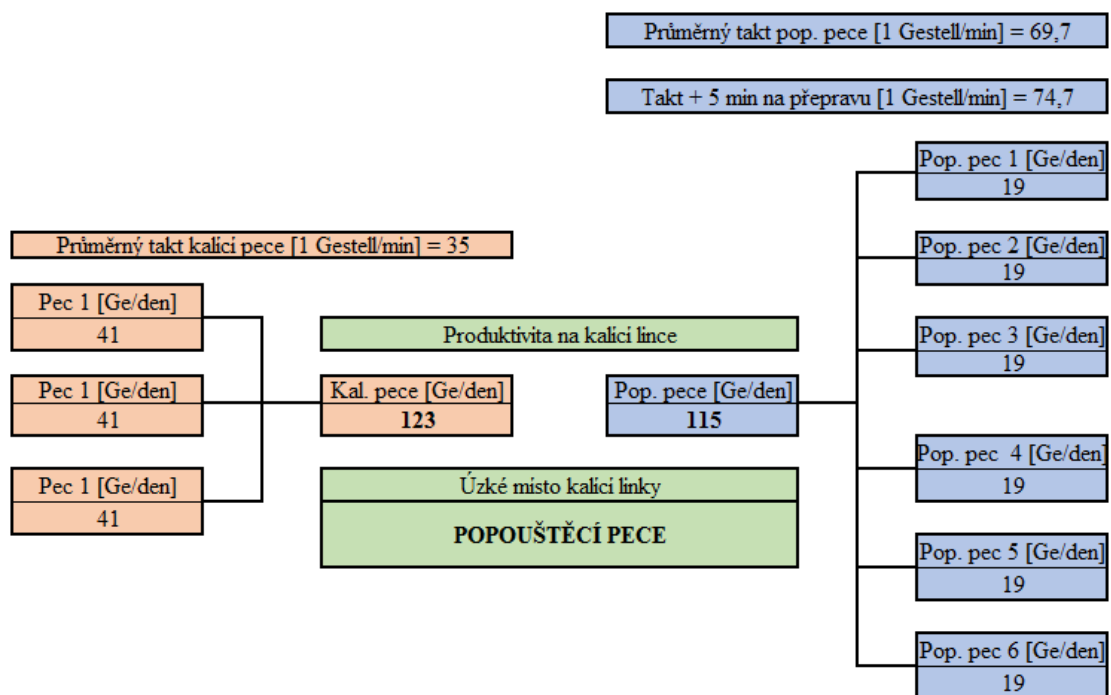 Průměrný takt pop. pece [1 Gestell/min] = 69,7
Takt + 5 min na přepravu [1 Gestell/min] = 74,7
Průměrný takt kalící pece [1 Gestell/min] = 35
Pec 1 [Ge/den]
41
Pec 1 [Ge/den]
41
Pec 1 [Ge/den]
41
Produktivita na kalící lince
Kal. pece [Ge/den]
123
Pop. pece [Ge/den]
115
Úzké místo kalící linky
POPOUŠTĚCÍ PECE
Pop. pec 1 [Ge/den]
19
Pop. pec 2 [Ge/den]
19
Pop. pec 3 [Ge/den]
19
Pop. pec 4 [Ge/den]
19
Pop. pec 5 [Ge/den]
19
Pop. pec 6 [Ge/den]
19